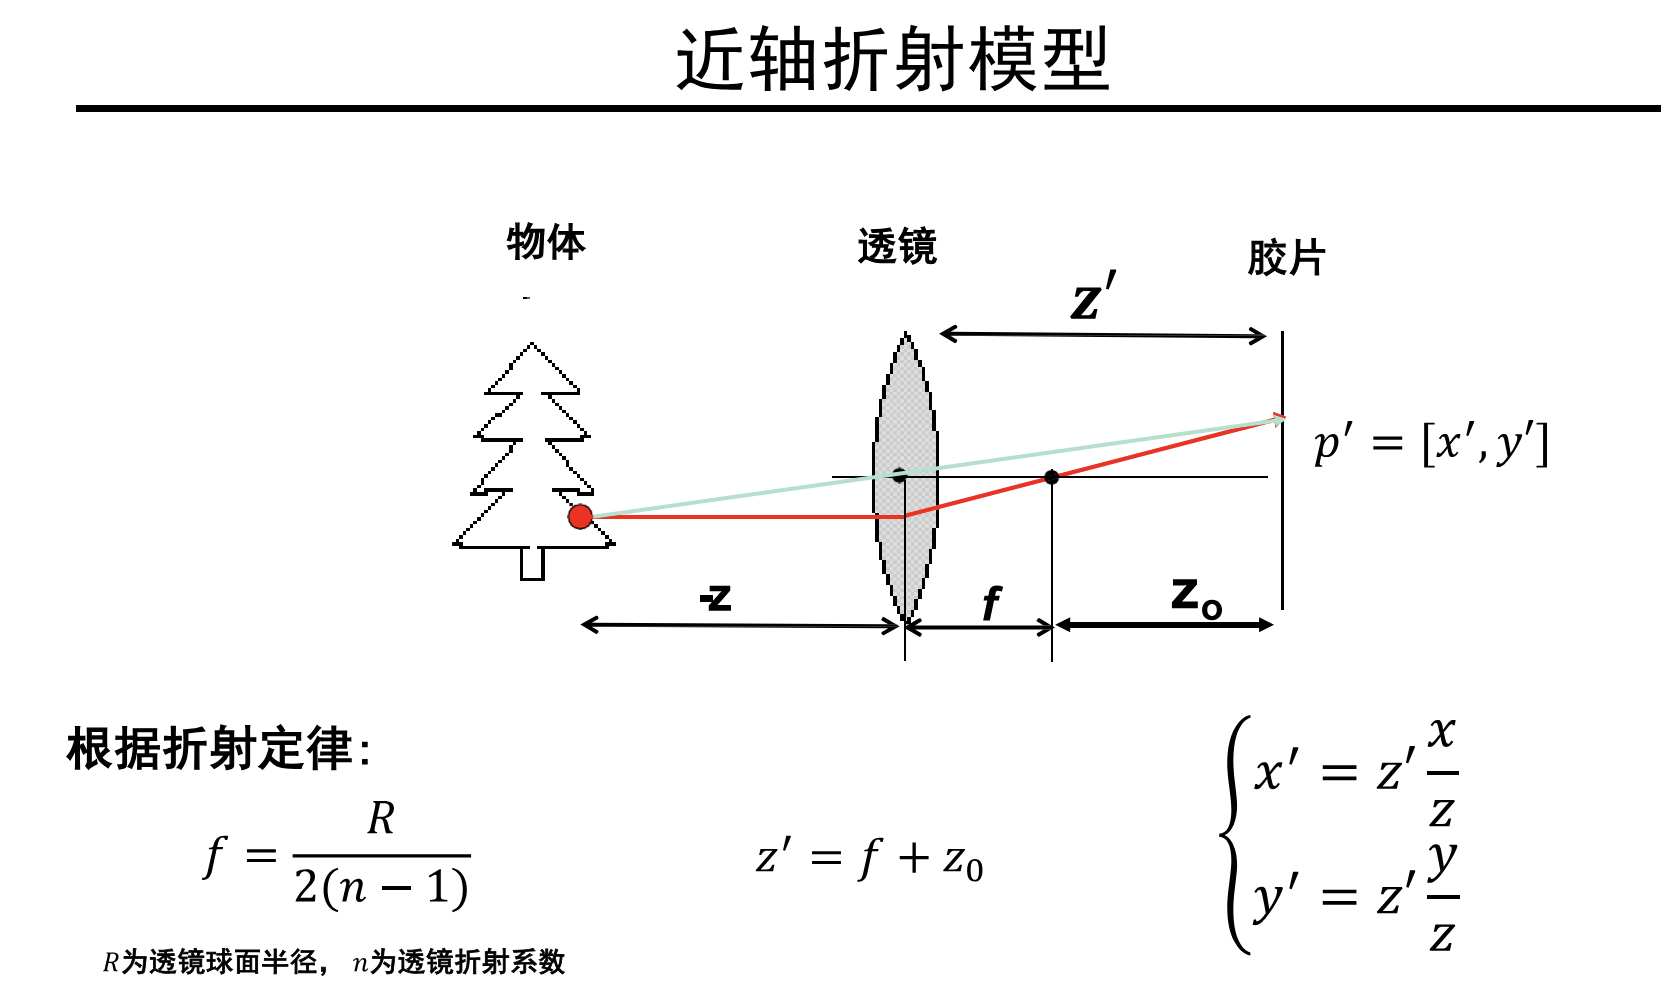 近轴折射模型
物体
透镜
胶片
z′
p′ = [x′, y′]
-z
f
zo
根据折射定律:
f = R / 2(n − 1)
z′ = f + z₀
x′ = z′ x / z
y′ = z′ y / z
R为透镜球面半径， n为透镜折射系数